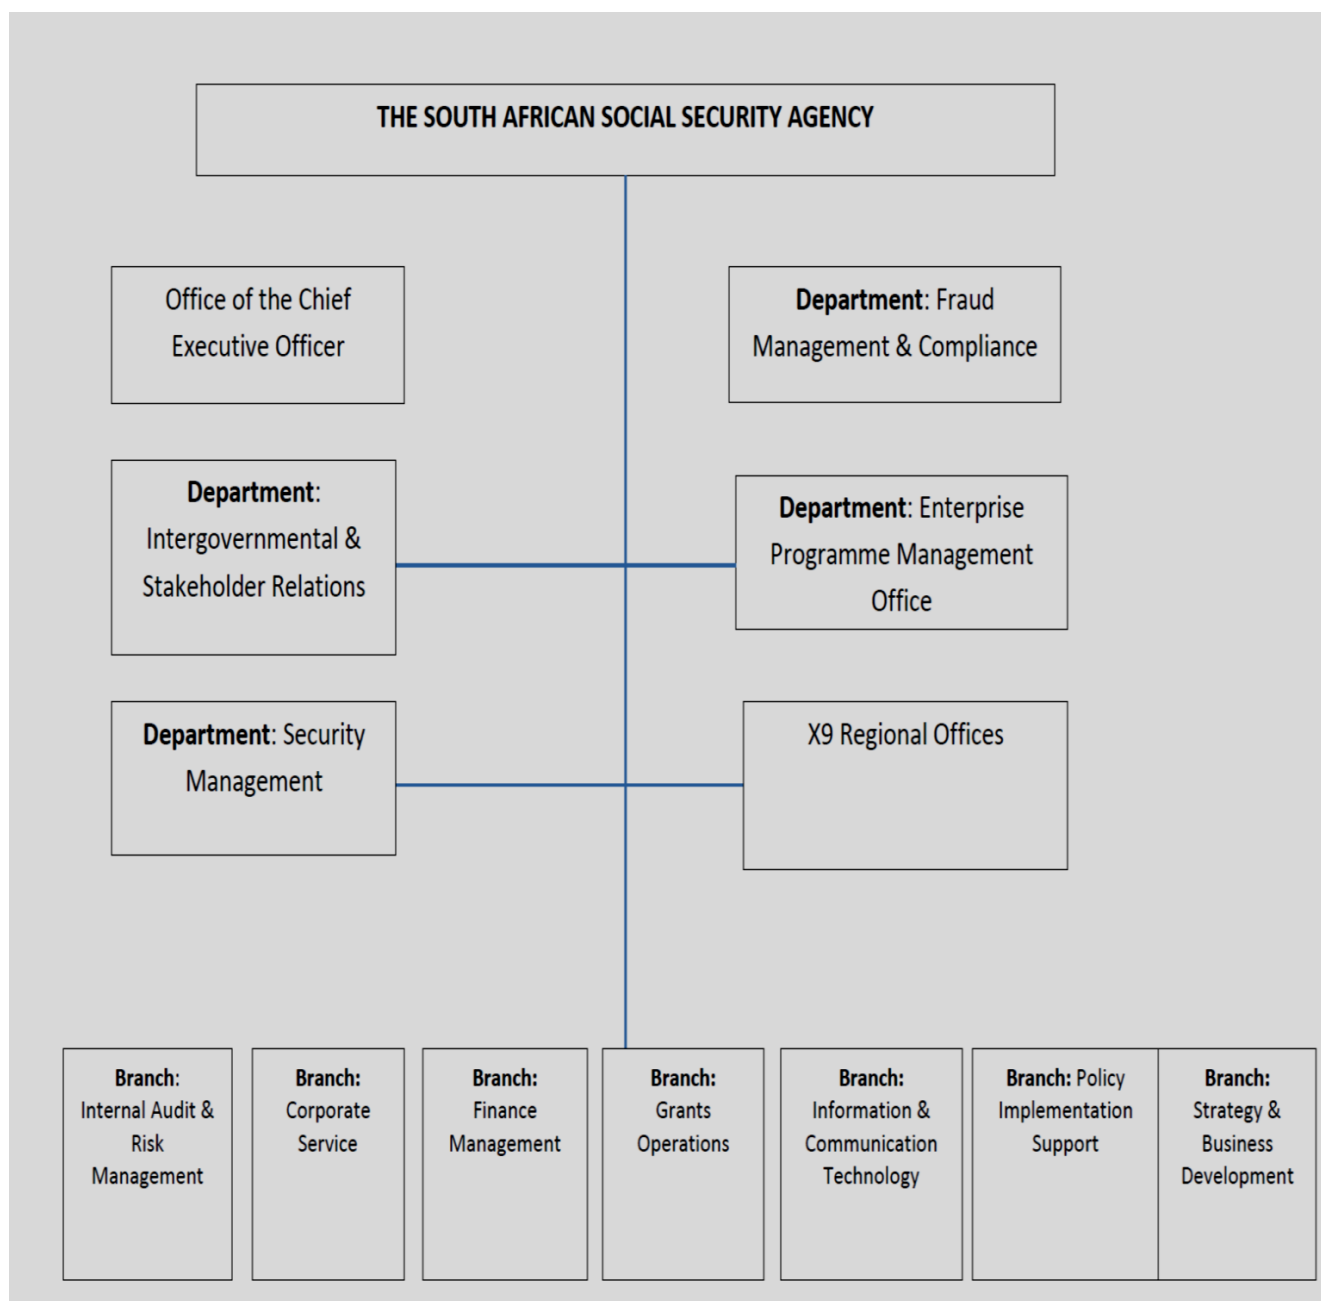 THE SOUTH AFRICAN SOCIAL SECURITY AGENCY
Office of the Chief
Executive Officer
Department: Fraud
Management & Compliance
Department:
Intergovernmental &
Stakeholder Relations
Department: Enterprise
Programme Management
Office
Department: Security
Management
X9 Regional Offices
Branch:
Internal Audit &
Risk
Management
Branch:
Corporate
Service
Branch:
Finance
Management
Branch:
Grants
Operations
Branch:
Information &
Communication
Technology
Branch: Policy
Implementation
Support
Branch:
Strategy &
Business
Development